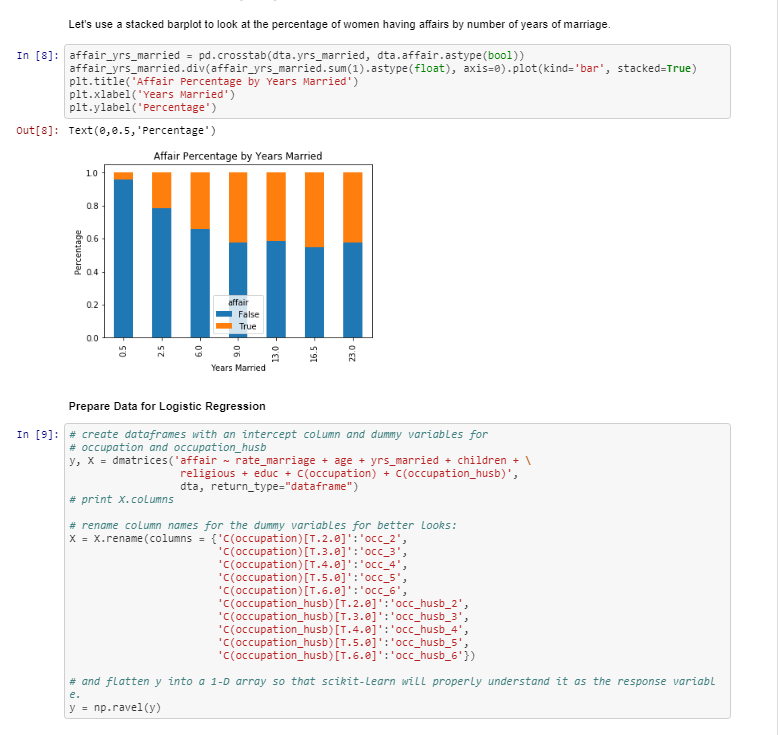 Let's use a stacked barplot to look at the percentage of women having affairs by number of years of marriage.
In [8]: affair_yrs_married = pd.crosstab(dta.yrs_married, dta.affair.astype(bool))
affair_yrs_married.div(affair_yrs_married.sum(1).astype(float), axis=0).plot(kind='bar', stacked=True)
plt.title('Affair Percentage by Years Married')
plt.xlabel('Years Married')
plt.ylabel('Percentage')
Out[8]: Text(0,0.5,'Percentage')
Affair Percentage by Years Married
1.0
0.8
0.6
0.4
0.2
0.0
Percentage
affair
False
True
0.5 2.5 6.0 9.0 13.0 16.5 23.0
Years Married
Prepare Data for Logistic Regression
In [9]: # create dataframes with an intercept column and dummy variables for
# occupation and occupation_husb
y, X = dmatrices('affair ~ rate_marriage + age + yrs_married + children + \
religious + educ + C(occupation) + C(occupation_husb)',
dta, return_type="dataframe")
# print X.columns
# rename column names for the dummy variables for better looks:
X = X.rename(columns = {'C(occupation)[T.2.0]':'occ_2',
'C(occupation)[T.3.0]':'occ_3',
'C(occupation)[T.4.0]':'occ_4',
'C(occupation)[T.5.0]':'occ_5',
'C(occupation)[T.6.0]':'occ_6',
'C(occupation_husb)[T.2.0]':'occ_husb_2',
'C(occupation_husb)[T.3.0]':'occ_husb_3',
'C(occupation_husb)[T.4.0]':'occ_husb_4',
'C(occupation_husb)[T.5.0]':'occ_husb_5',
'C(occupation_husb)[T.6.0]':'occ_husb_6'})
# and flatten y into a 1-D array so that scikit-learn will properly understand it as the response variabl
e.
y = np.ravel(y)